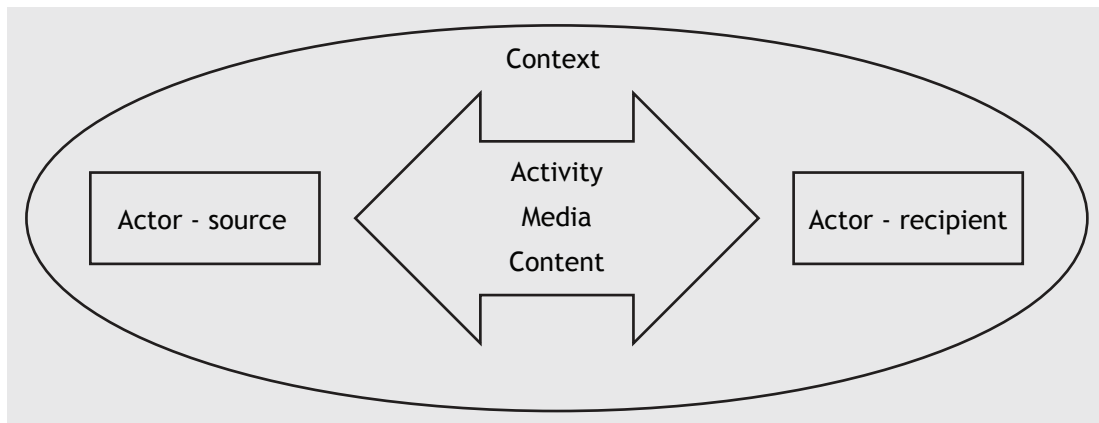 Context
Activity
Media
Content
Actor - source
Actor - recipient